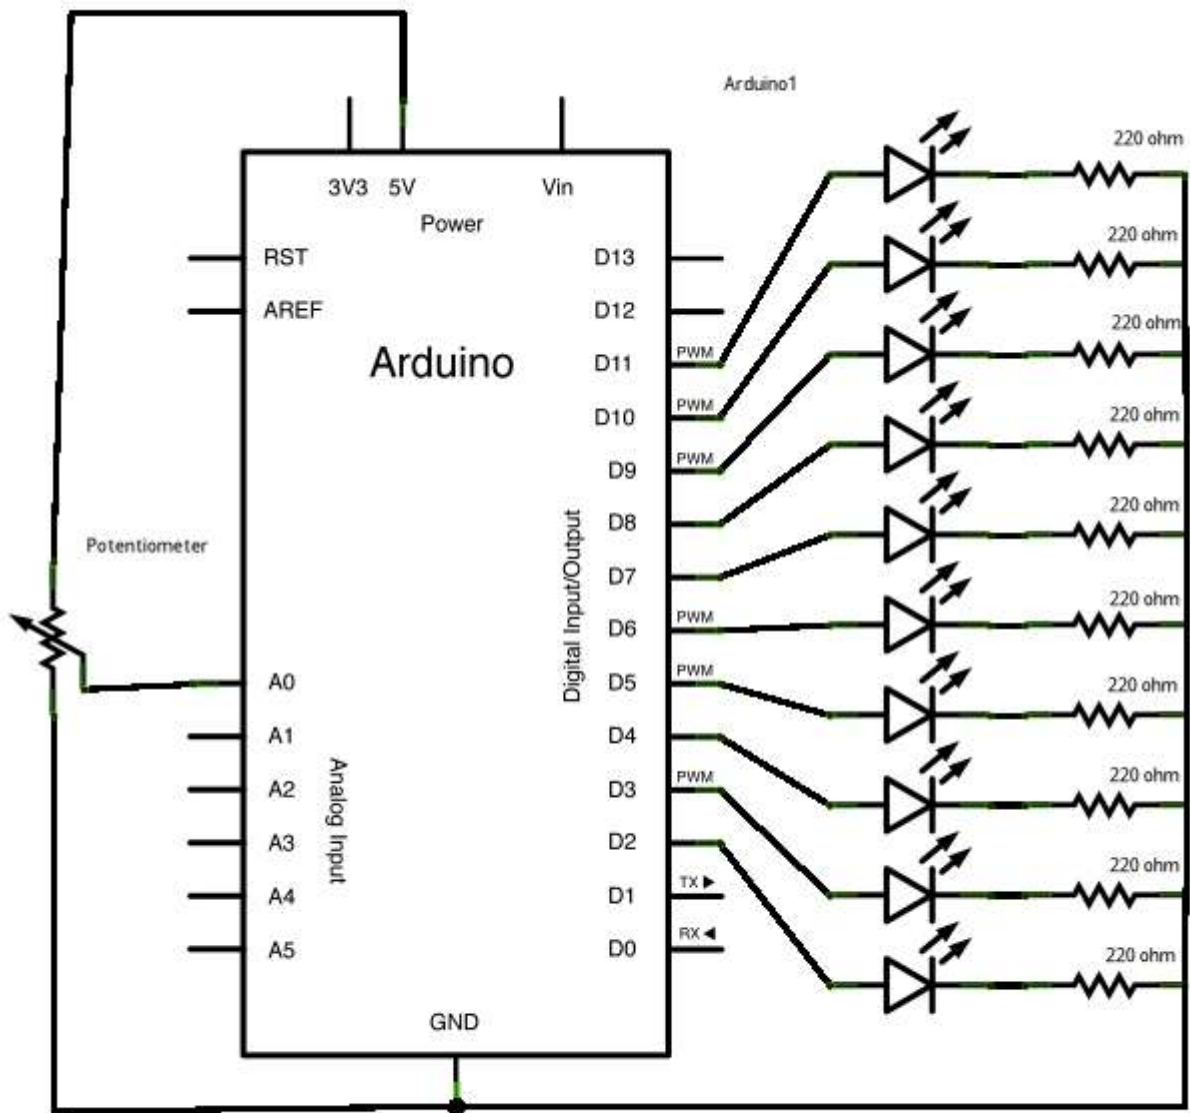 Arduino1
220 ohm
3V3 5V Vin
Power
220 ohm
RST D13
AREF D12
220 ohm
Arduino
D11 PWM
D10 PWM
220 ohm
D9 PWM
D8
220 ohm
Potentiometer
Digital Input/Output
D7
220 ohm
D6 PWM
A0 D5 PWM
220 ohm
A1 D4
220 ohm
Analog Input
A2 D3 PWM
A3 D2
220 ohm
A4 D1 TX
A5 D0 RX
220 ohm
GND